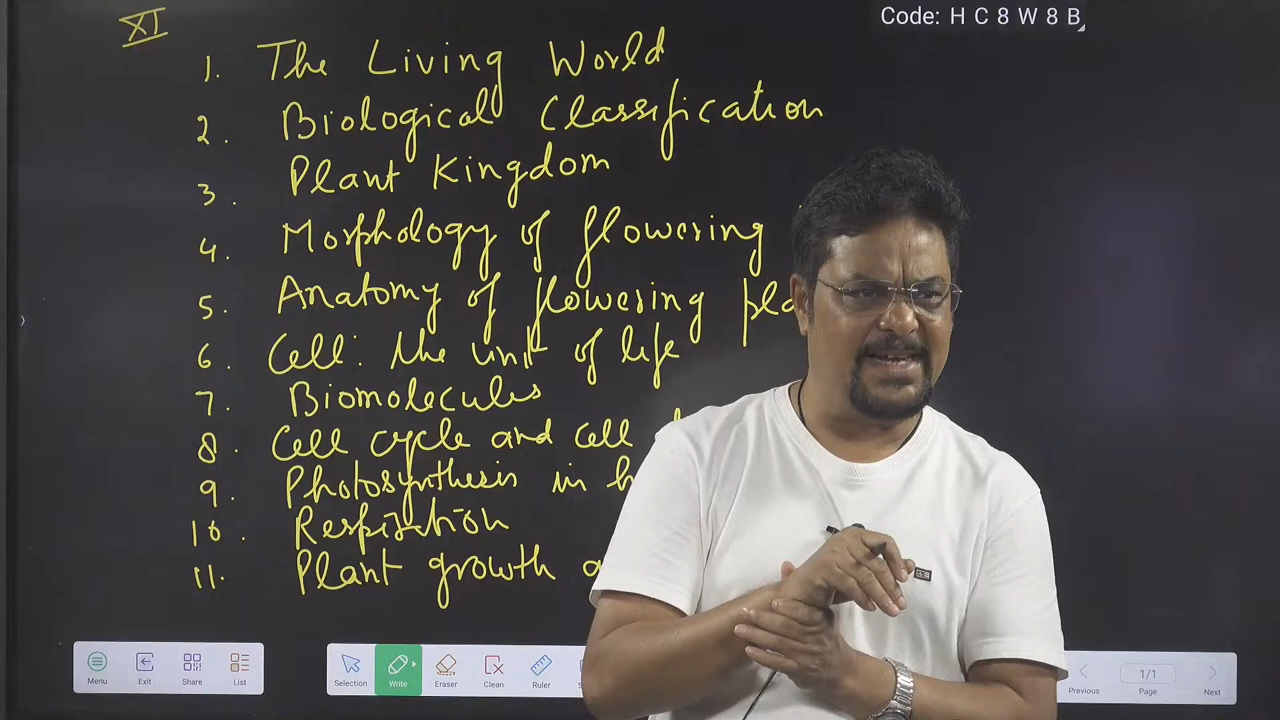 Code: H C 8 W 8 B
XI
1. The Living World
2. Biological Classification
3. Plant Kingdom
4. Morphology of flowering
5. Anatomy of flowering pla
6. Cell: the unit of life
7. Biomolecules
8. Cell cycle and cell
9. Photosynthesis in h
10. Respiration
11. Plant growth a
Menu Exit Share List Selection Write Eraser Clean Ruler Previous 1/1 Page Next